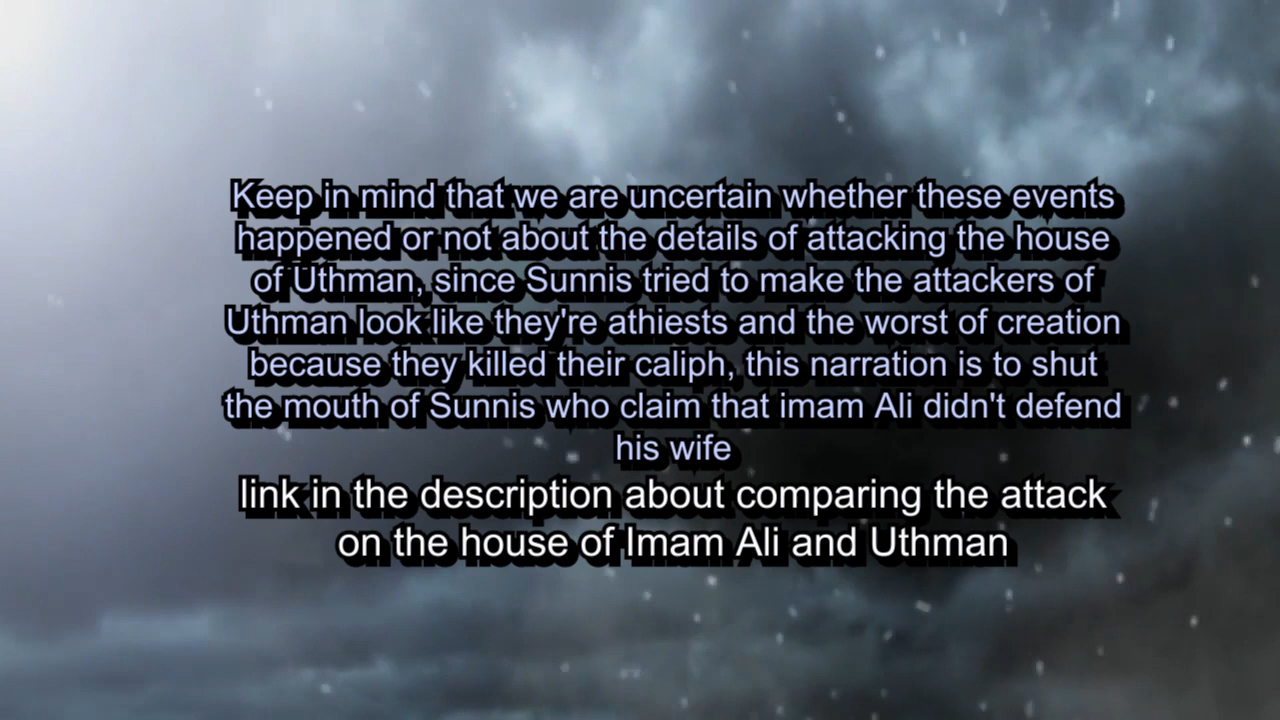 Keep in mind that we are uncertain whether these events
happened or not about the details of attacking the house
of Uthman, since Sunnis tried to make the attackers of
Uthman look like they're athiests and the worst of creation
because they killed their caliph, this narration is to shut
the mouth of Sunnis who claim that imam Ali didn't defend
his wife
link in the description about comparing the attack
on the house of Imam Ali and Uthman